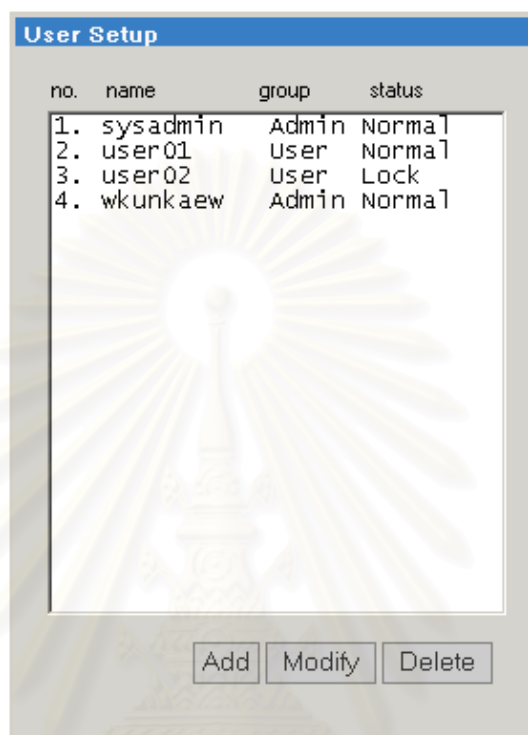 User Setup
no. name group status
1. sysadmin Admin Normal
2. user01 User Normal
3. user02 User Lock
4. wkunkaew Admin Normal
Add Modify Delete